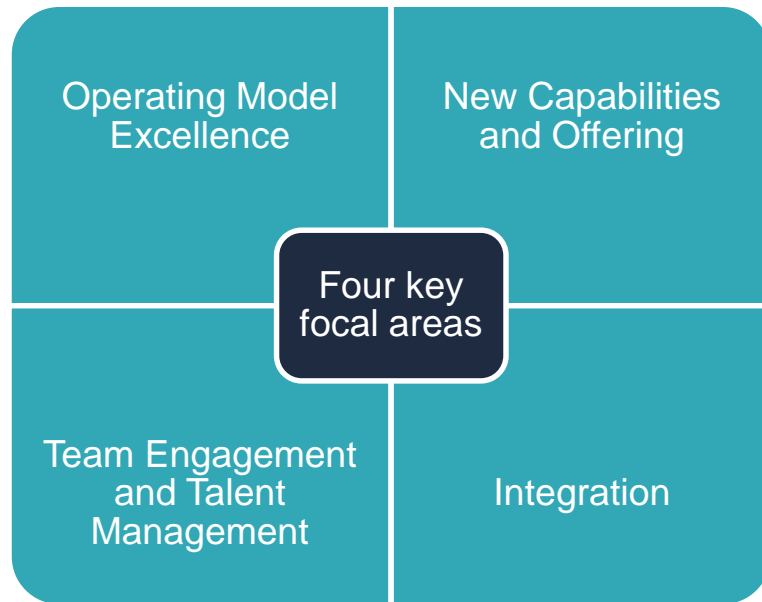 Operating Model
Excellence
New Capabilities
and Offering
Four key
focal areas
Team Engagement
and Talent
Management
Integration